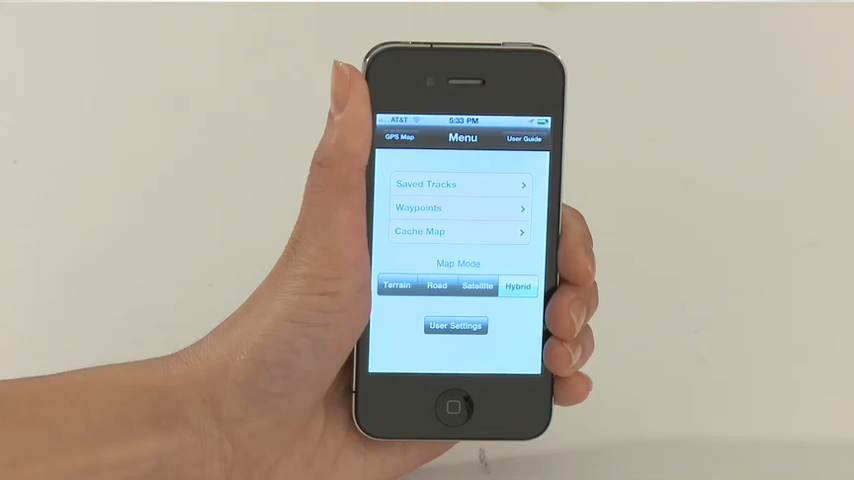 AT&T 5:33 PM
GPS Map Menu User Guide
Saved Tracks
Waypoints
Cache Map
Map Mode
Terrain Road Satellite Hybrid
User Settings